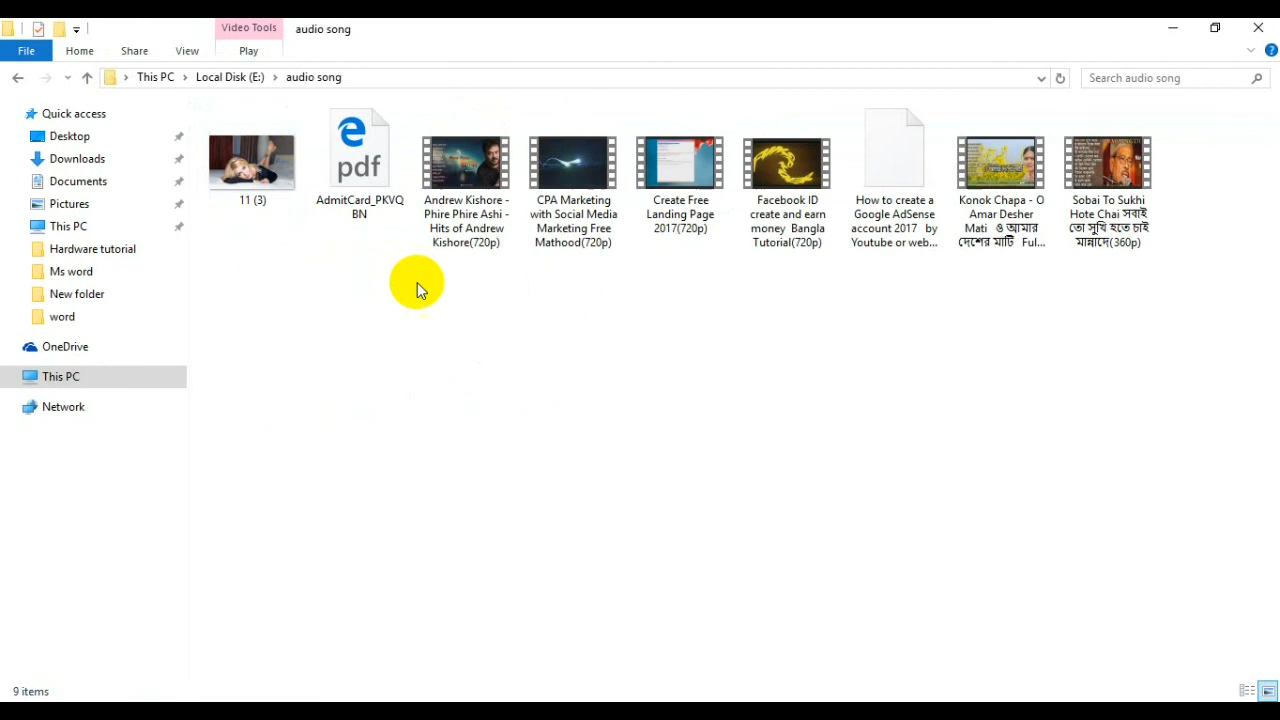 Video Tools
audio song
File
Home
Share
View
Play
This PC
Local Disk (E:)
audio song
Search audio song
Quick access
Desktop
Downloads
Documents
Pictures
This PC
Hardware tutorial
Ms word
New folder
word
OneDrive
This PC
Network
11 (3)
pdf
AdmitCard_PKVQ
BN
Andrew Kishore -
Phire Phire Ashi -
Hits of Andrew
Kishore(720p)
CPA Marketing
with Social Media
Marketing Free
Mathood(720p)
Create Free
Landing Page
2017(720p)
Facebook ID
create and earn
money Bangla
Tutorial(720p)
How to create a
Google AdSense
account 2017 by
Youtube or web...
Konok Chapa - O
Amar Desher
Mati ও আমার
দেশের মাটি Ful...
Sobai To Sukhi
Hote Chai সবাই
তো সুখি হতে চাই
মান্নাদে(360p)
9 items